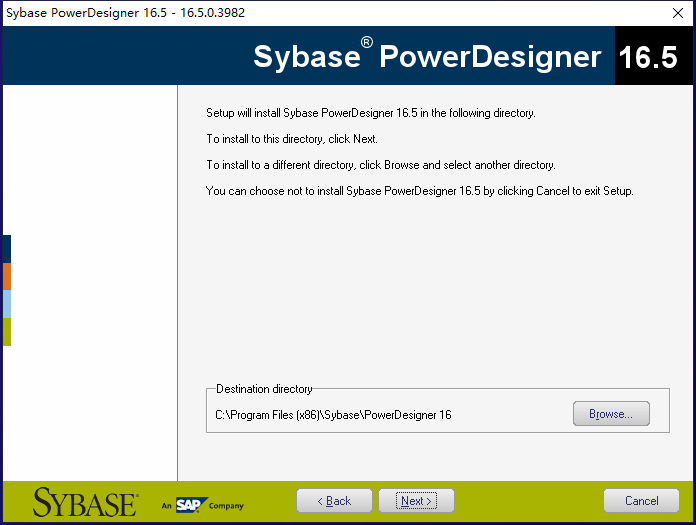 Sybase PowerDesigner 16.5 - 16.5.0.3982
Sybase® PowerDesigner 16.5
Setup will install Sybase PowerDesigner 16.5 in the following directory.
To install to this directory, click Next.
To install to a different directory, click Browse and select another directory.
You can choose not to install Sybase PowerDesigner 16.5 by clicking Cancel to exit Setup.
Destination directory
C:\Program Files (x86)\Sybase\PowerDesigner 16
Browse...
SYBASE® An SAP Company
< Back
Next >
Cancel